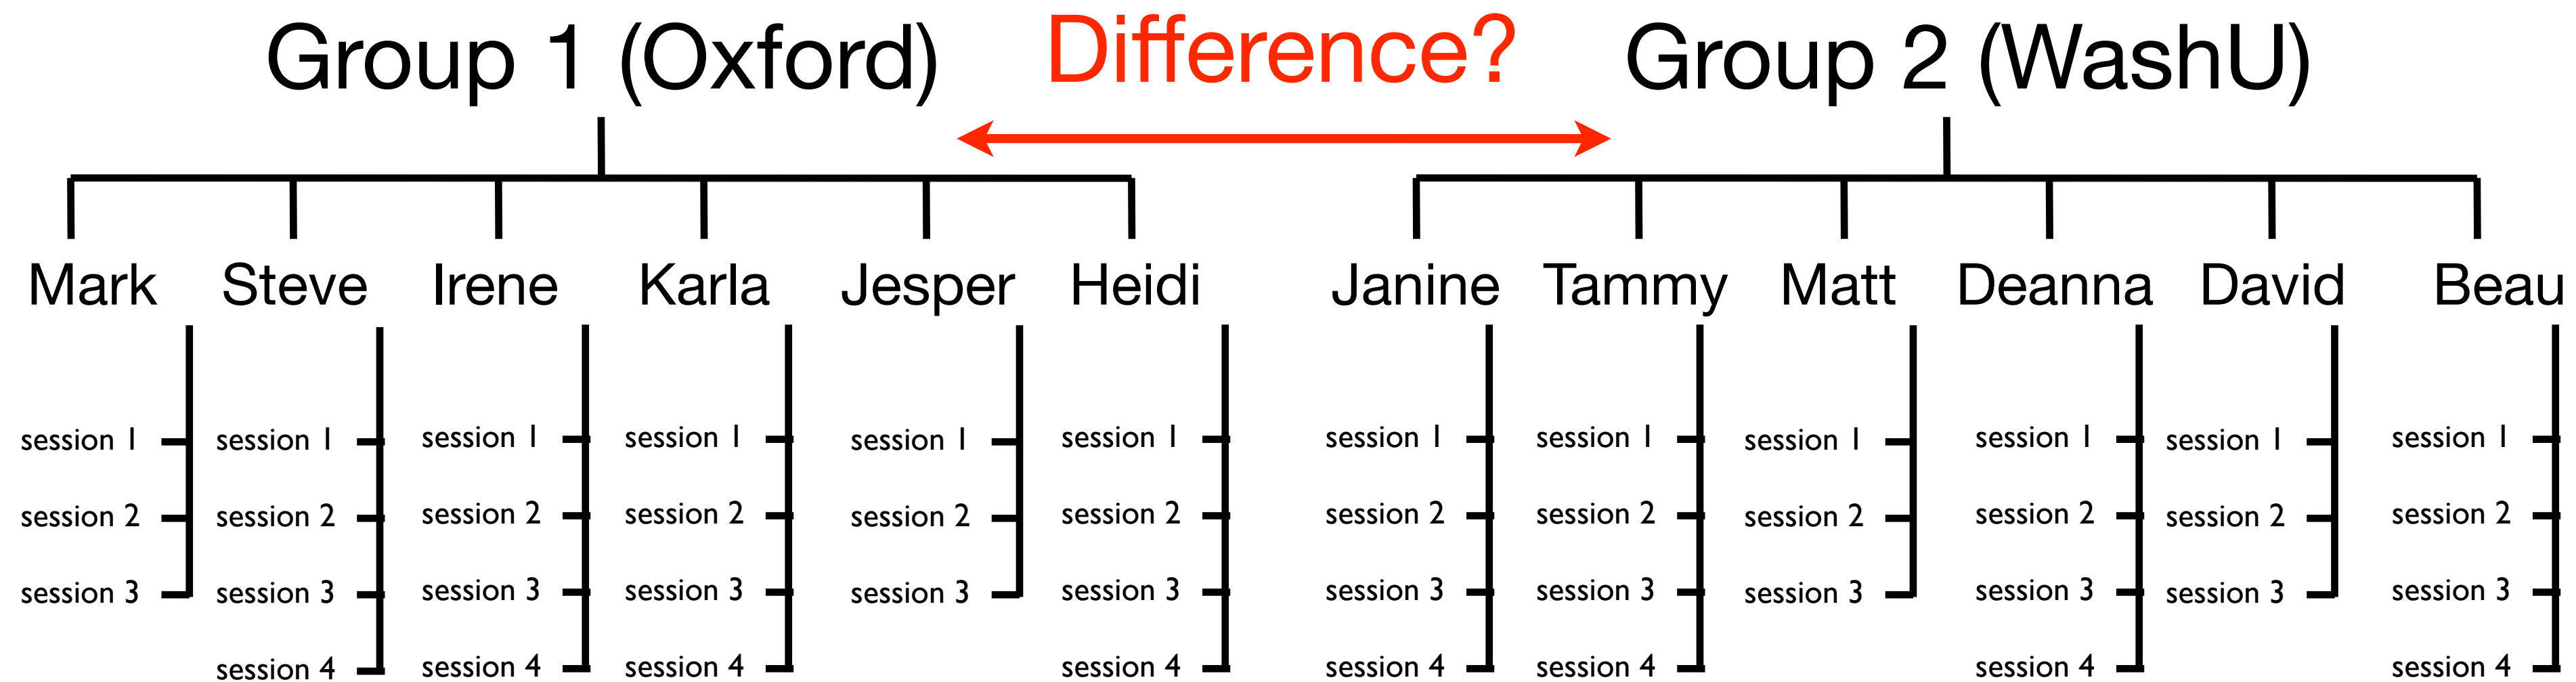 Group 1 (Oxford) Difference? Group 2 (WashU)
Mark Steve Irene Karla Jesper Heidi Janine Tammy Matt Deanna David Beau
session 1 session 1 session 1 session 1 session 1 session 1 session 1 session 1 session 1 session 1 session 1 session 1
session 2 session 2 session 2 session 2 session 2 session 2 session 2 session 2 session 2 session 2 session 2 session 2
session 3 session 3 session 3 session 3 session 3 session 3 session 3 session 3 session 3 session 3 session 3 session 3
session 4 session 4 session 4 session 4 session 4 session 4 session 4 session 4